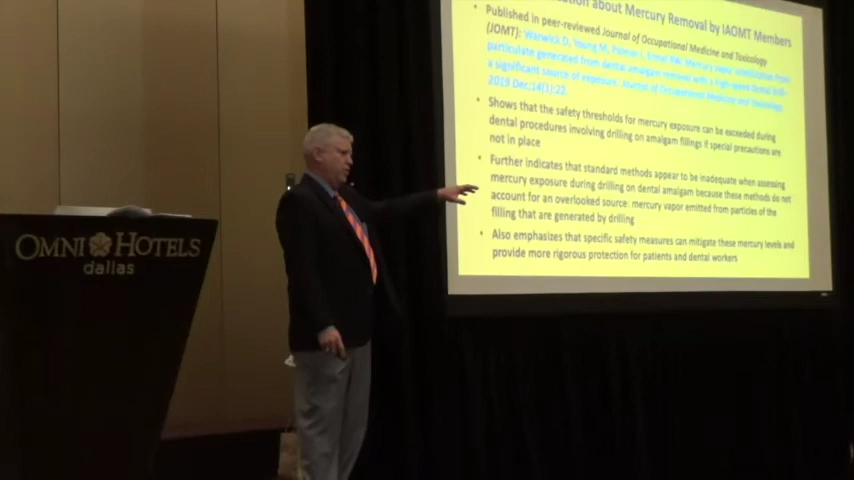 about Mercury Removal by IAOMT Members
• Published in peer-reviewed Journal of Occupational Medicine and Toxicology
(JOMT): Warwick D, Young M, Palmer J, Ermel RW. Mercury vapor volatilization from
particulate generated from dental amalgam removal with a high-speed dental drill–
a significant source of exposure. Journal of Occupational Medicine and Toxicology.
2019 Dec;14(1):22.
• Shows that the safety thresholds for mercury exposure can be exceeded during
dental procedures involving drilling on amalgam fillings if special precautions are
not in place
• Further indicates that standard methods appear to be inadequate when assessing
mercury exposure during drilling on dental amalgam because these methods do not
account for an overlooked source: mercury vapor emitted from particles of the
filling that are generated by drilling
• Also emphasizes that specific safety measures can mitigate these mercury levels and
provide more rigorous protection for patients and dental workers
OMNI HOTELS
dallas